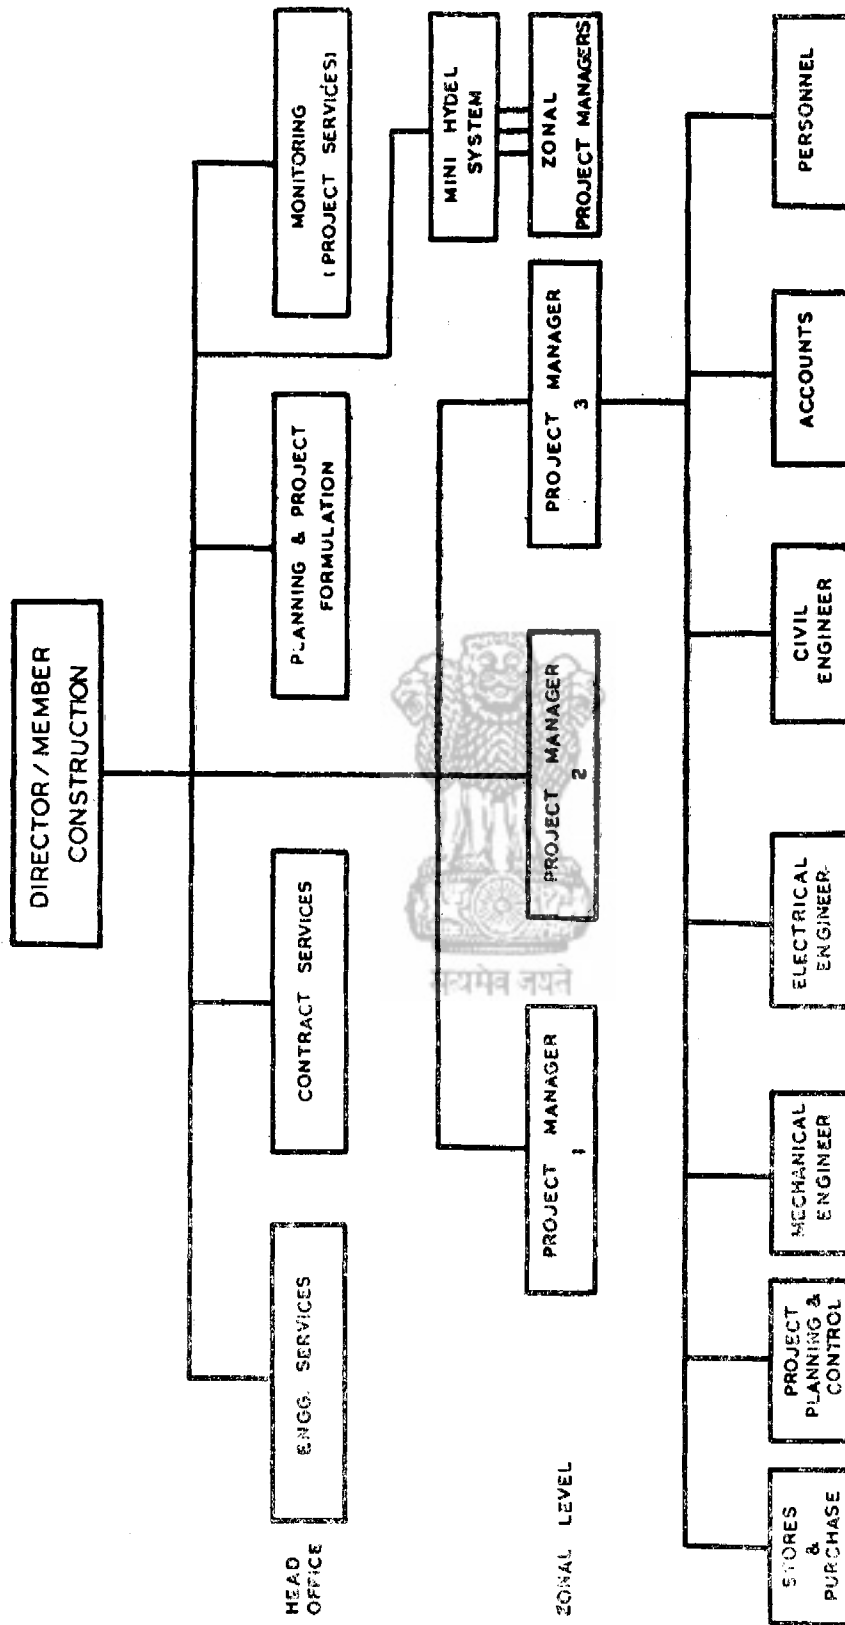 DIRECTOR / MEMBER
CONSTRUCTION
HEAD
OFFICE
ENGG. SERVICES
CONTRACT SERVICES
PLANNING & PROJECT
FORMULATION
MONITORING
(PROJECT SERVICES)
MINI HYDEL
SYSTEM
ZONAL LEVEL
PROJECT MANAGER
1
PROJECT MANAGER
2
PROJECT MANAGER
3
ZONAL
PROJECT MANAGERS
सत्यमेव जयते
STORES
&
PURCHASE
PROJECT
PLANNING &
CONTROL
MECHANICAL
ENGINEER
ELECTRICAL
ENGINEER
CIVIL
ENGINEER
ACCOUNTS
PERSONNEL